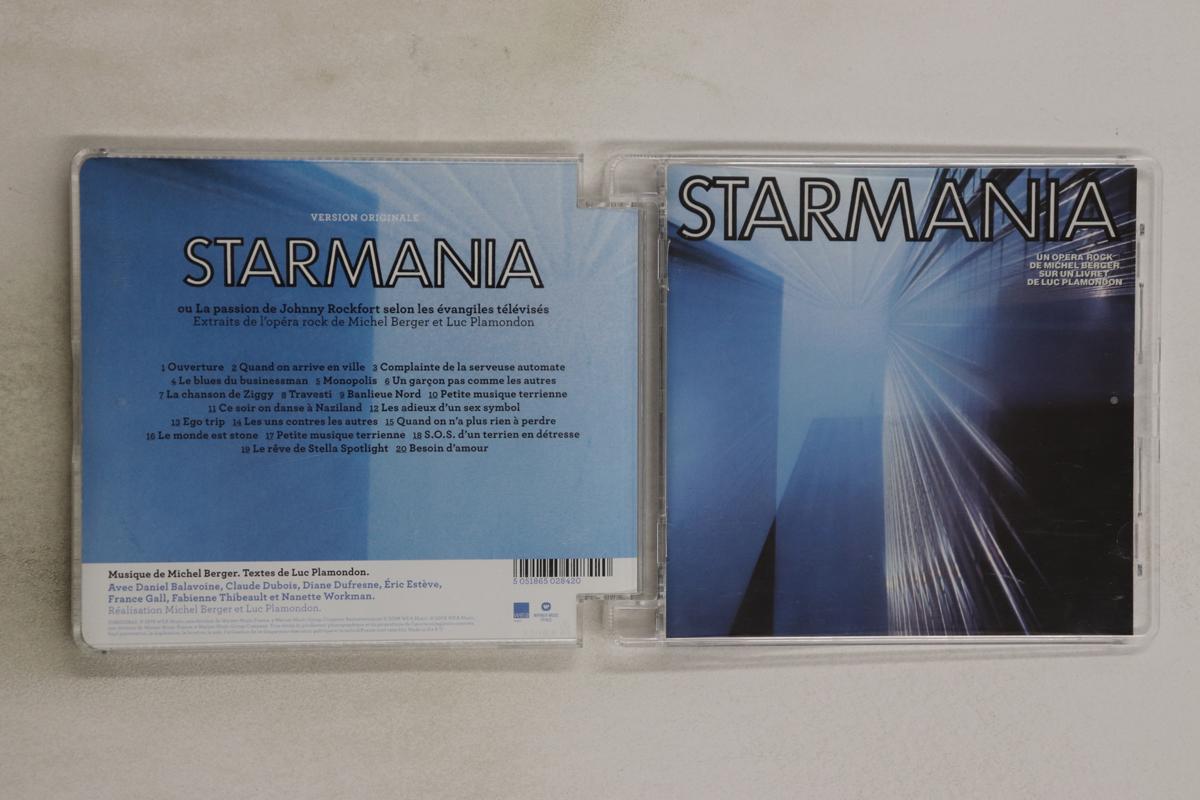 VERSION ORIGINALE
STARMANIA
ou La passion de Johnny Rockfort selon les évangiles télévisés
Extraits de l'opéra rock de Michel Berger et Luc Plamondon
1 Ouverture 2 Quand on arrive en ville 3 Complainte de la serveuse automate
4 Le blues du businessman 5 Monopolis 6 Un garçon pas comme les autres
7 La chanson de Ziggy 8 Travesti 9 Banlieue Nord 10 Petite musique terrienne
11 Ce soir on danse à Naziland 12 Les adieux d'un sex symbol
13 Ego trip 14 Les uns contres les autres 15 Quand on n'a plus rien à perdre
16 Le monde est stone 17 Petite musique terrienne 18 S.O.S. d'un terrien en détresse
19 Le rêve de Stella Spotlight 20 Besoin d'amour
Musique de Michel Berger. Textes de Luc Plamondon.
Avec Daniel Balavoine, Claude Dubois, Diane Dufresne, Éric Estève,
France Gall, Fabienne Thibeault et Nanette Workman.
Réalisation Michel Berger et Luc Plamondon.
5 051865 028420
STARMANIA
UN OPERA ROCK
DE MICHEL BERGER
SUR UN LIVRET
DE LUC PLAMONDON